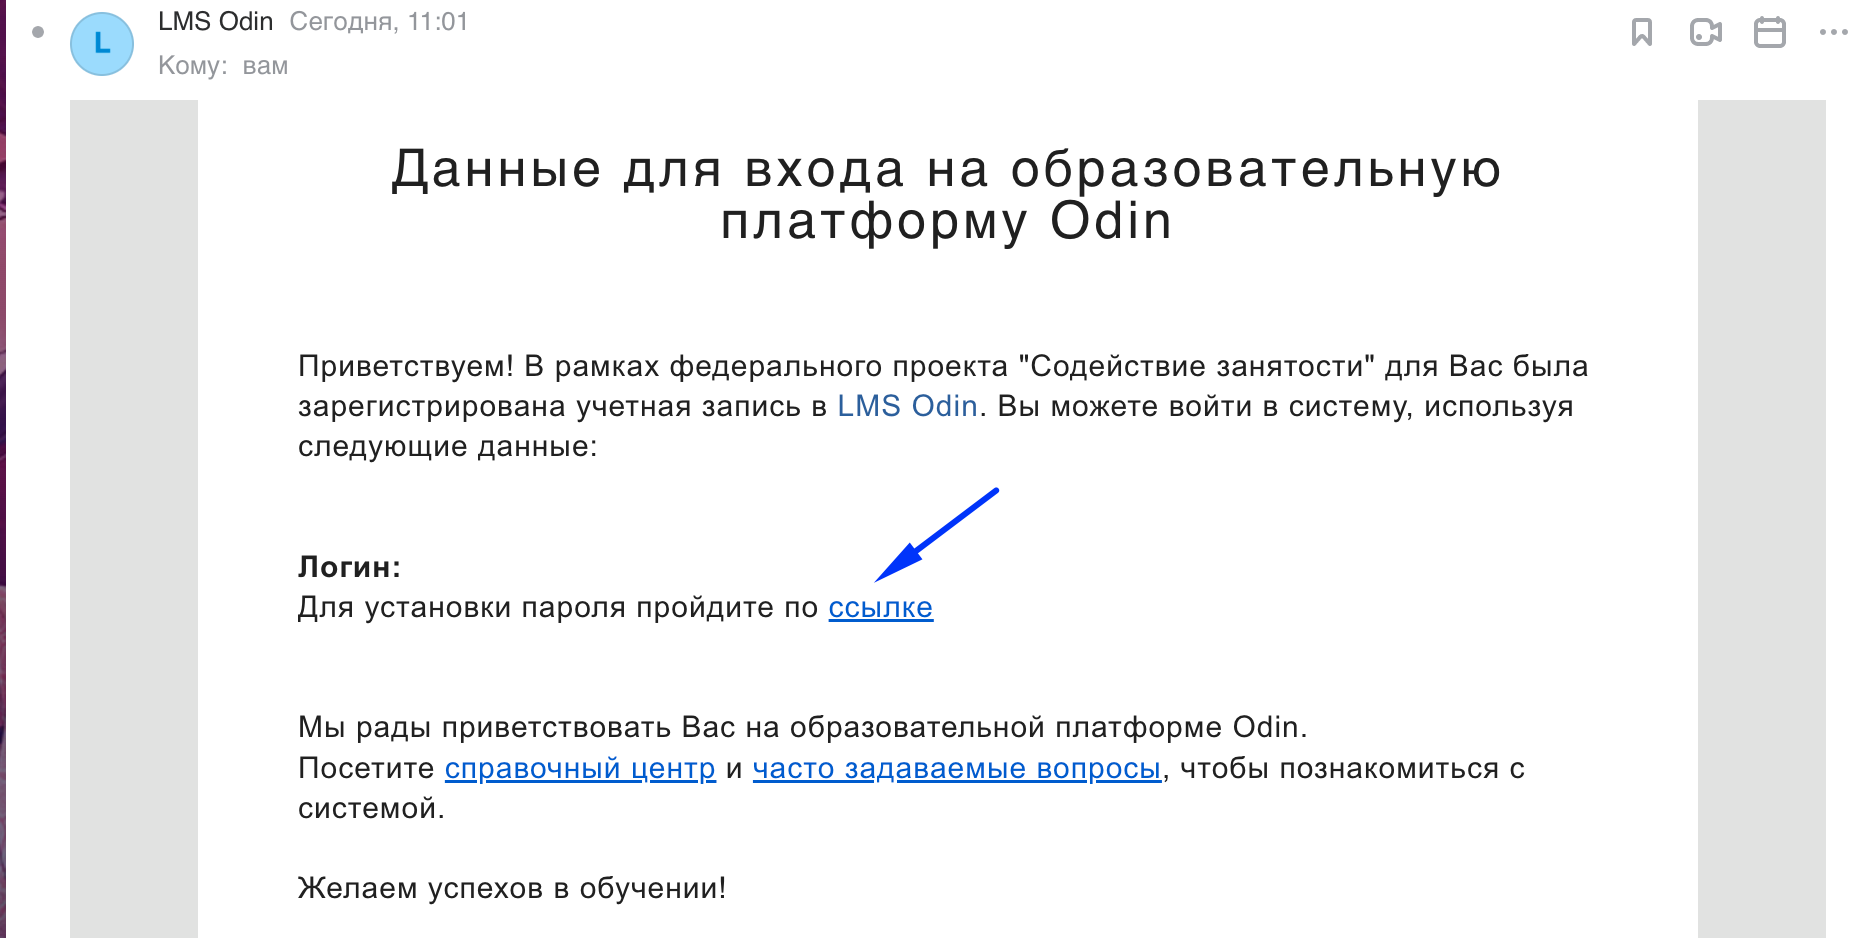 L
LMS Odin Сегодня, 11:01
Кому: вам
Данные для входа на образовательную
платформу Odin
Приветствуем! В рамках федерального проекта "Содействие занятости" для Вас была
зарегистрирована учетная запись в LMS Odin. Вы можете войти в систему, используя
следующие данные:
Логин:
Для установки пароля пройдите по ссылке
Мы рады приветствовать Вас на образовательной платформе Odin.
Посетите справочный центр и часто задаваемые вопросы, чтобы познакомиться с
системой.
Желаем успехов в обучении!